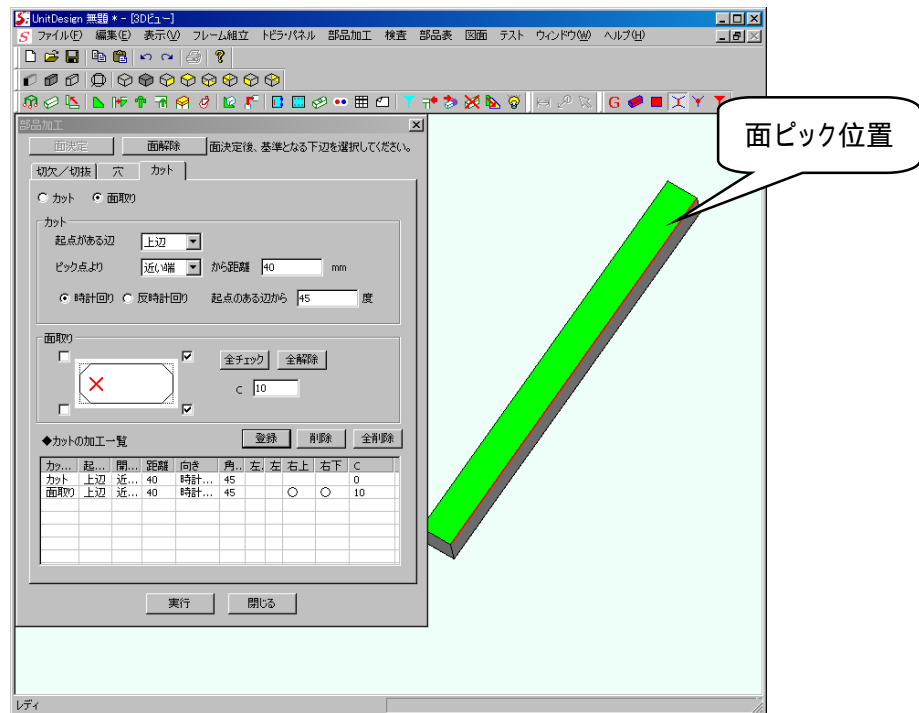 UnitDesign 無題 * - [3Dビュー]
ファイル(F) 編集(E) 表示(V) フレーム組立 トビラ・パネル 部品加工 検査 部品表 図面 テスト ウィンドウ(W) ヘルプ(H)
部品加工
面決定 面解除 面決定後、基準となる下辺を選択してください。
切欠/切抜 穴 カット
カット 面取り
カット
起点がある辺 上辺
ピック点より 近い端 から距離 40 mm
時計回り 反時計回り 起点のある辺から 45 度
面取り
全チェック 全解除
C 10
◆カットの加工一覧 登録 削除 全削除
カッ... 起... 開... 距離 向き 角.. 左. 左 右上 右下 C
カット 上辺 近... 40 時計... 45 0
面取り 上辺 近... 40 時計... 45 ○ ○ 10
実行 閉じる
レディ
面ピック位置